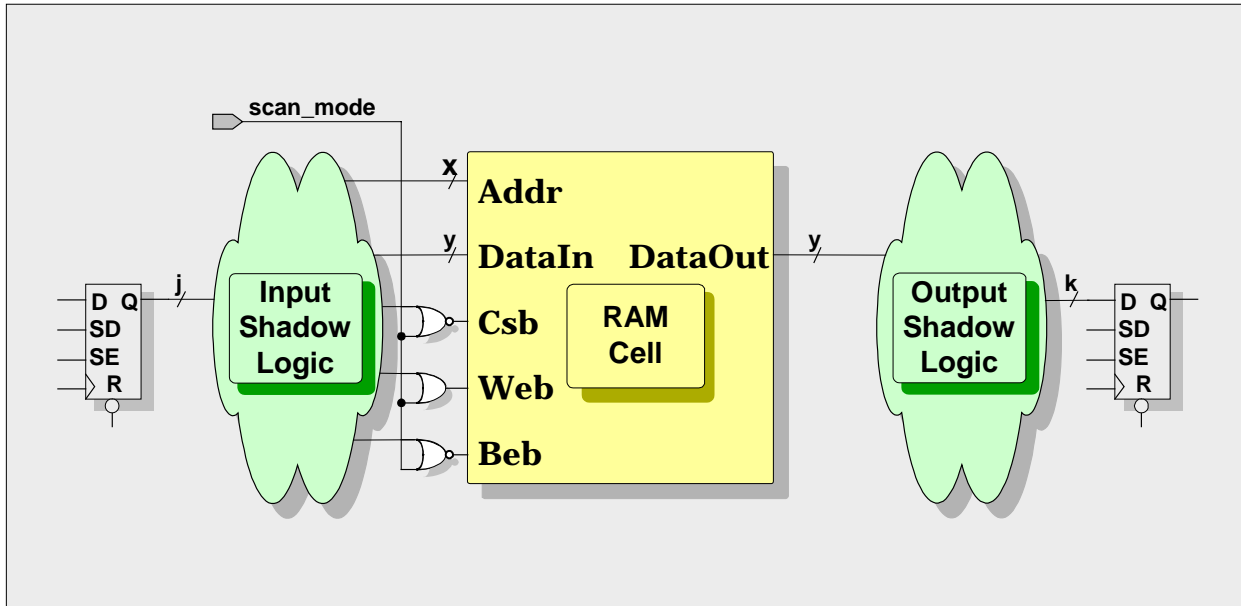 scan_mode
x
Addr
y
DataIn
DataOut
y
j
D Q
SD
SE
R
Input
Shadow
Logic
Csb
Web
Beb
RAM
Cell
Output
Shadow
Logic
k
D Q
SD
SE
R